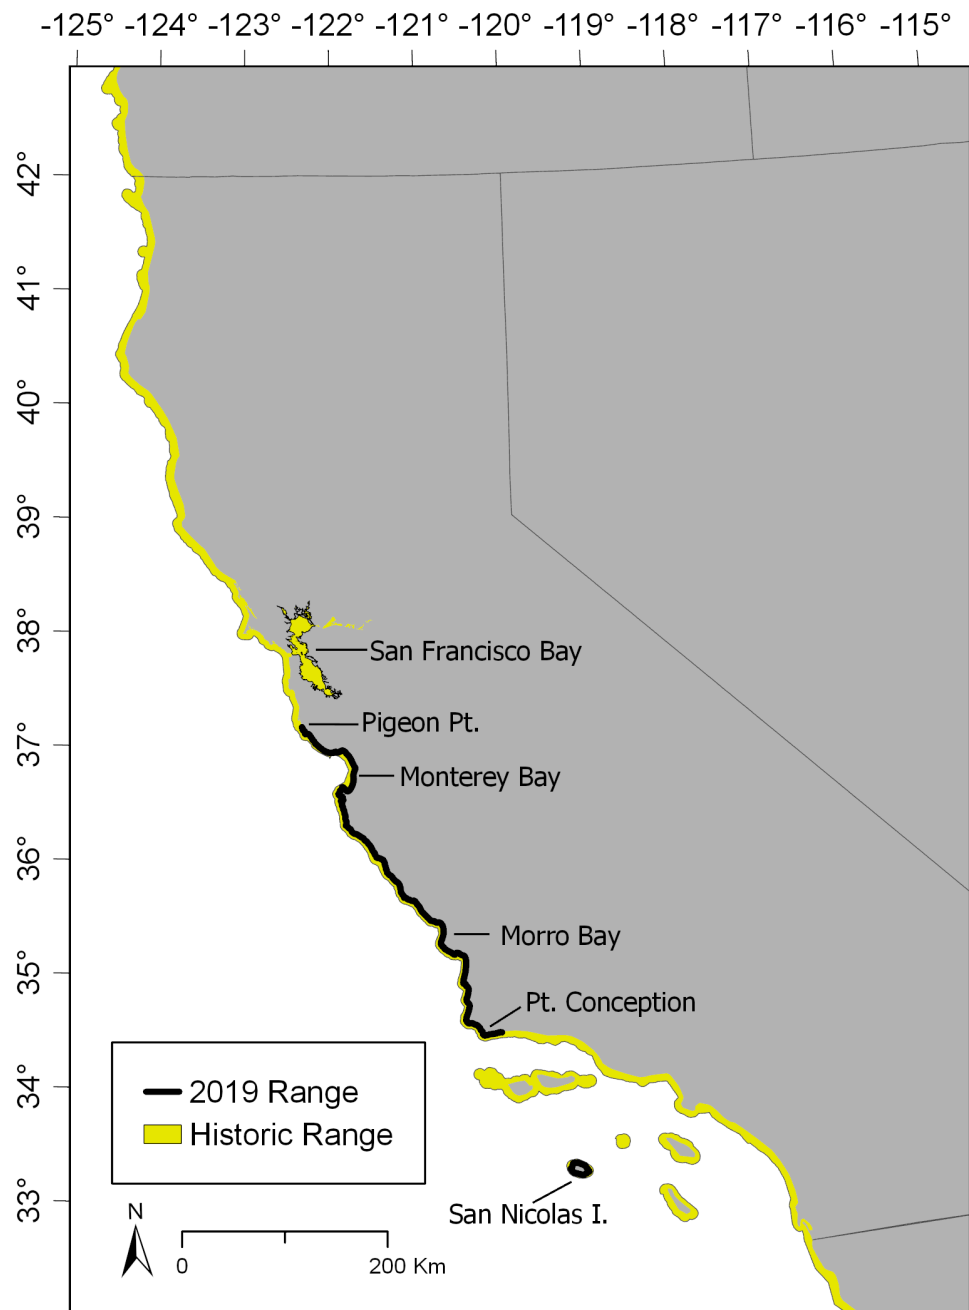 -125° -124° -123° -122° -121° -120° -119° -118° -117° -116° -115°
42°
41°
40°
39°
38°
San Francisco Bay
Pigeon Pt.
37°
Monterey Bay
36°
Morro Bay
35°
Pt. Conception
34°
2019 Range
Historic Range
33°
San Nicolas I.
N
0 200 Km